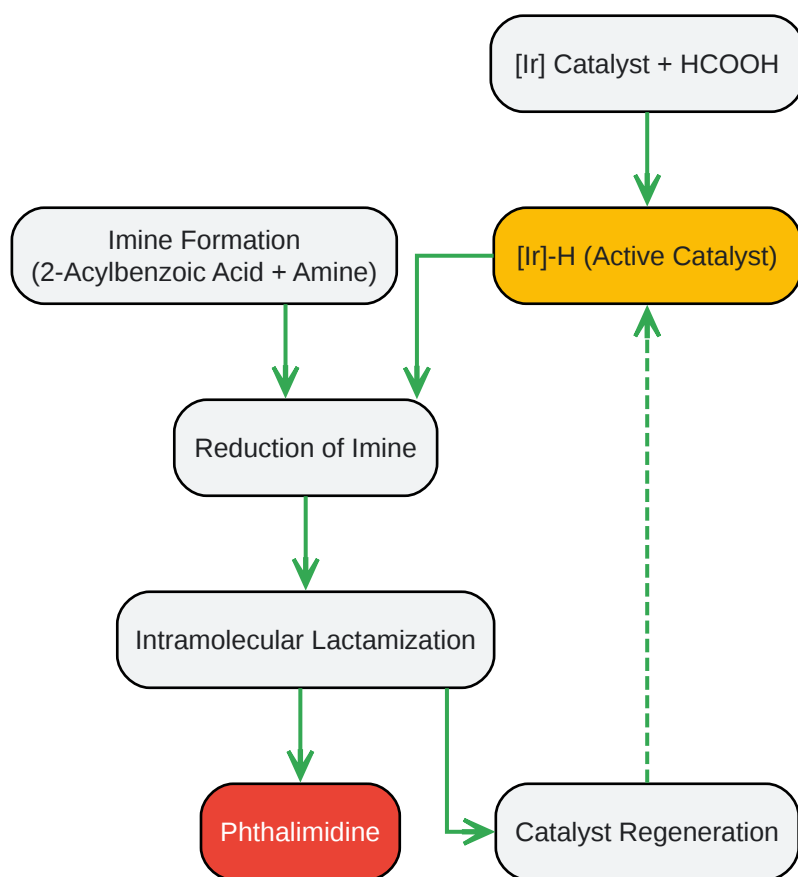 [Ir] Catalyst + HCOOH
Imine Formation
(2-Acylbenzoic Acid + Amine)
[Ir]-H (Active Catalyst)
Reduction of Imine
Intramolecular Lactamization
Phthalimidine
Catalyst Regeneration